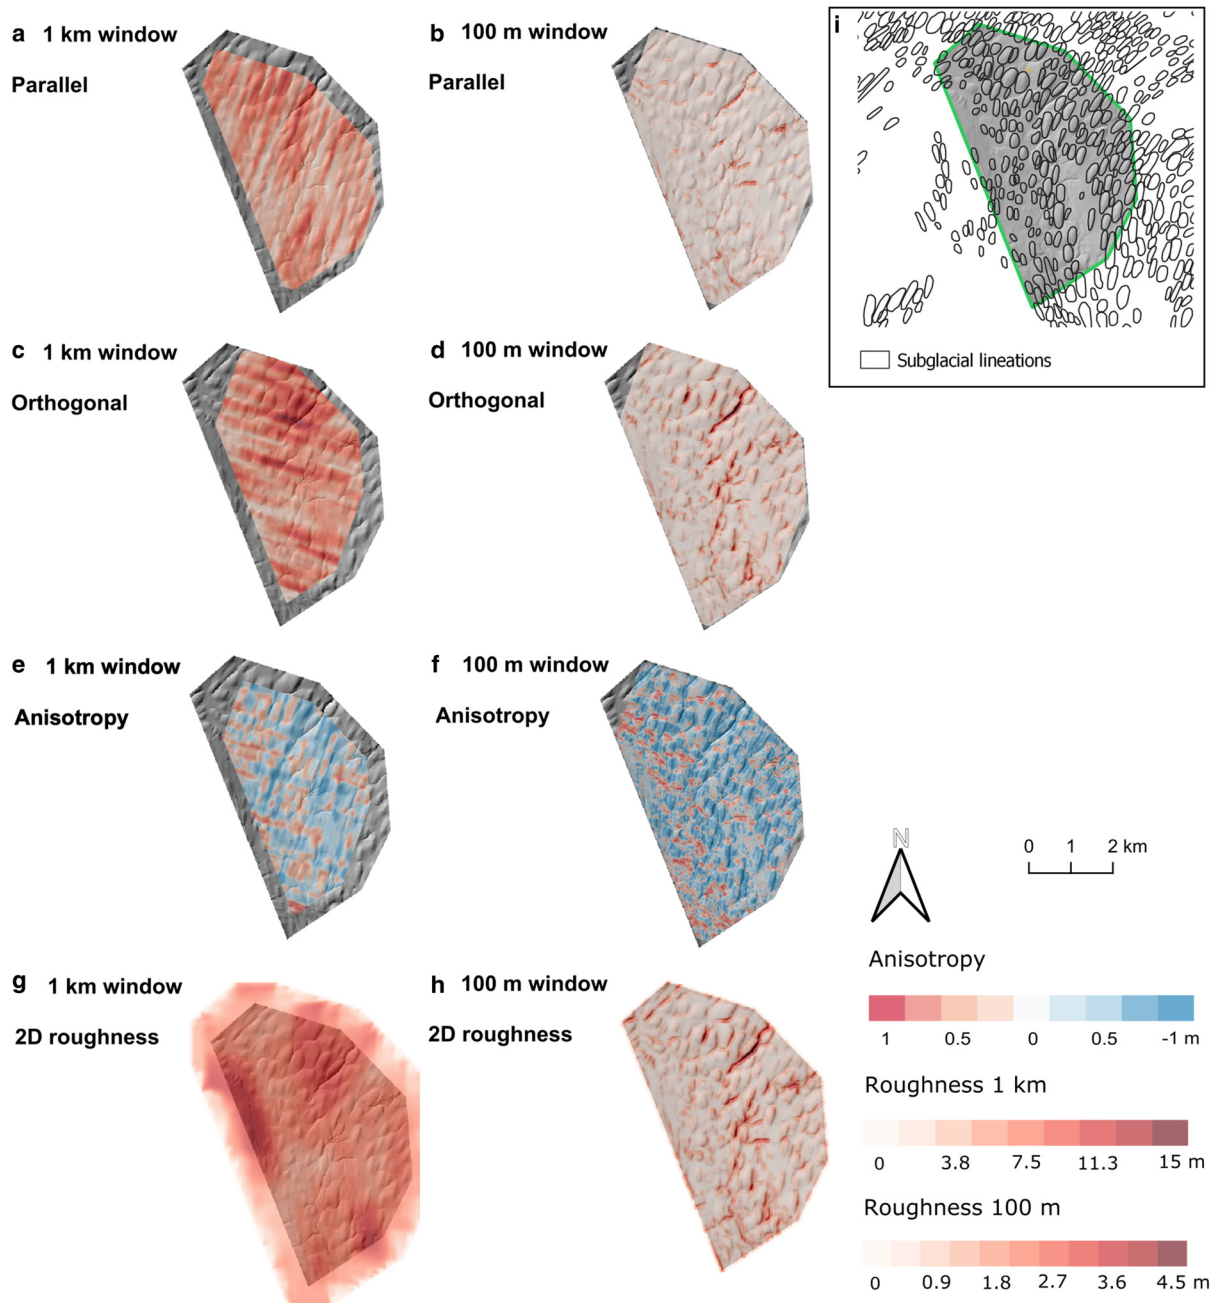 a 1 km window
Parallel
b 100 m window
Parallel
i
Subglacial lineations
c 1 km window
Orthogonal
d 100 m window
Orthogonal
e 1 km window
Anisotropy
f 100 m window
Anisotropy
N
0 1 2 km
g 1 km window
2D roughness
h 100 m window
2D roughness
Anisotropy
1 0.5 0 0.5 -1 m
Roughness 1 km
0 3.8 7.5 11.3 15 m
Roughness 100 m
0 0.9 1.8 2.7 3.6 4.5 m